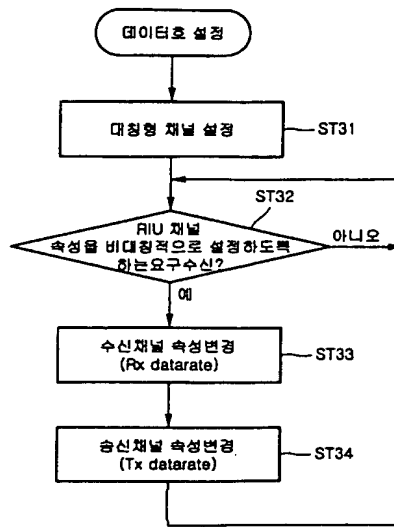 데이터호 설정
대칭형 채널 설정
ST31
ST32
RIU 채널
속성을 비대칭적으로 설정하도록
하는요구수신?
아니오
예
수신채널 속성변경
(Rx datarate)
ST33
송신채널 속성변경
(Tx datarate)
ST34